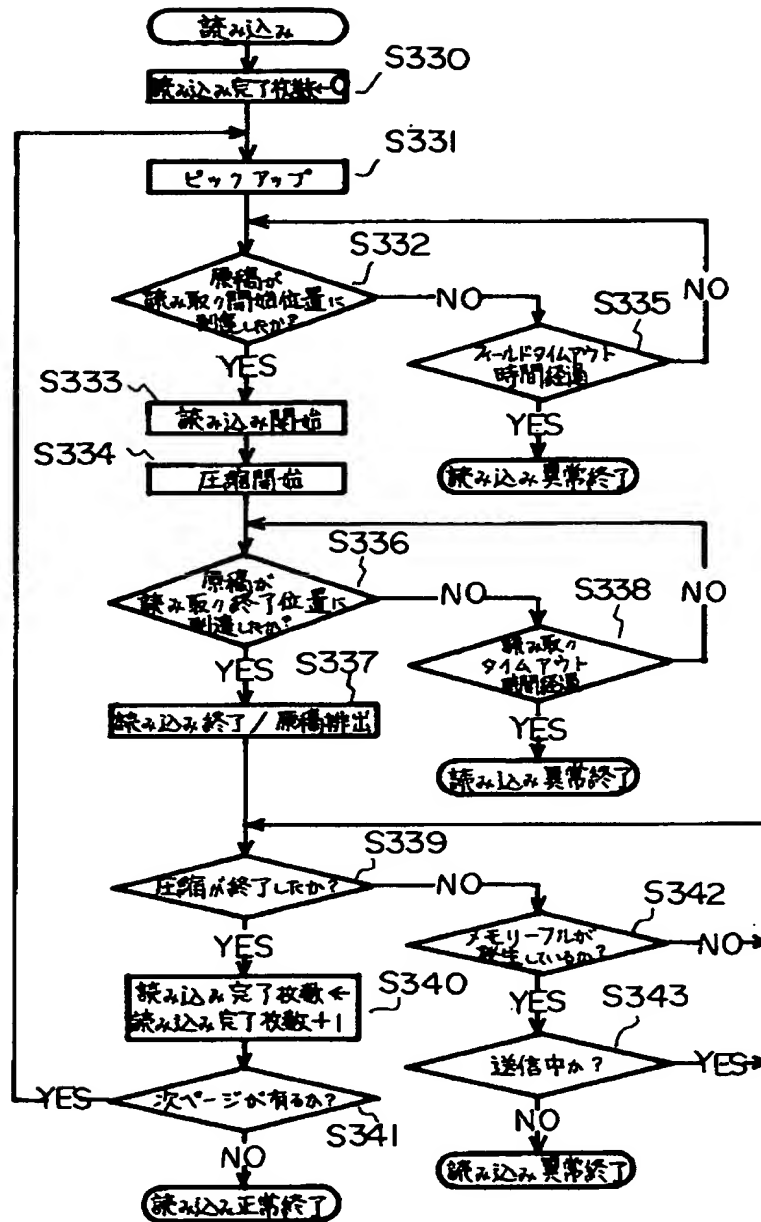 読み込み
S330
読み込み完了枚数←0
S331
ピックアップ
S332
原稿が
読み取り開始位置に
到達したか?
NO
S335
NO
フィールドタイムアウト
時間経過
YES
S333
読み込み開始
YES
S334
圧縮開始
読み込み異常終了
S336
原稿が
読み取り終了位置に
到達したか?
NO
S338
NO
読み取り
タイムアウト
時間経過
YES
S337
読み込み終了/原稿排出
YES
読み込み異常終了
S339
圧縮が終了したか?
NO
S342
メモリーフルが
発生しているか?
NO
YES
S340
読み込み完了枚数←
読み込み完了枚数+1
YES
S343
送信中か?
YES
YES
次ページが有るか?
S341
NO
NO
読み込み異常終了
読み込み正常終了